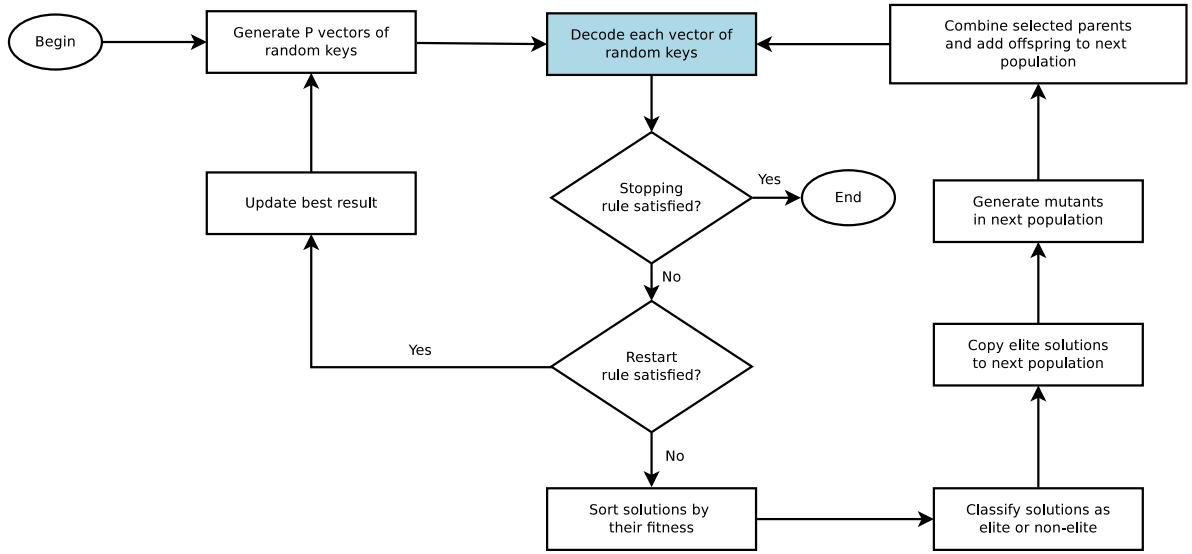 Begin
Generate P vectors of
random keys
Decode each vector of
random keys
Combine selected parents
and add offspring to next
population
Update best result
Stopping
rule satisfied?
Yes
End
Generate mutants
in next population
No
Yes
Restart
rule satisfied?
Copy elite solutions
to next population
No
Sort solutions by
their fitness
Classify solutions as
elite or non-elite